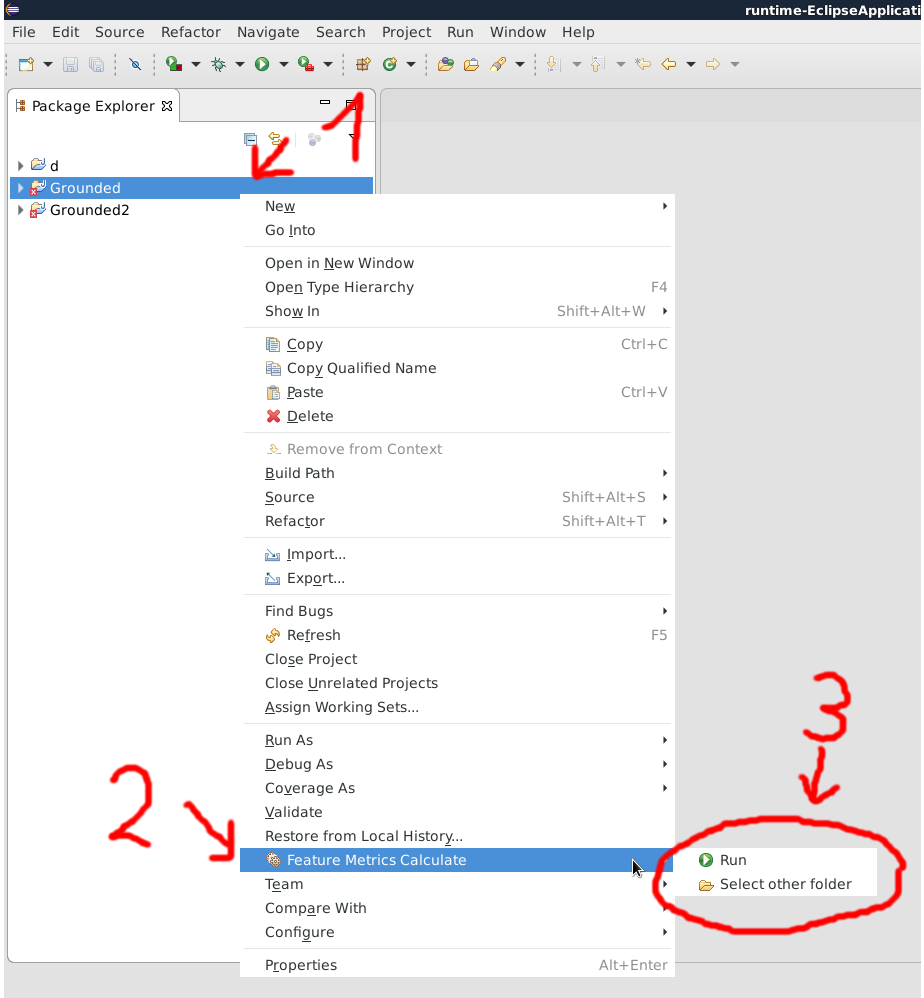 runtime-EclipseApplicati
File Edit Source Refactor Navigate Search Project Run Window Help
Package Explorer
1
d
Grounded
Grounded2
New
Go Into
Open in New Window
Open Type Hierarchy F4
Show In Shift+Alt+W
Copy Ctrl+C
Copy Qualified Name
Paste Ctrl+V
Delete
Remove from Context
Build Path
Source Shift+Alt+S
Refactor Shift+Alt+T
Import...
Export...
Find Bugs
Refresh F5
Close Project
Close Unrelated Projects
Assign Working Sets...
3
Run As
Debug As
2
Coverage As
Validate
Restore from Local History...
Feature Metrics Calculate
Run
Team
Select other folder
Compare With
Configure
Properties Alt+Enter